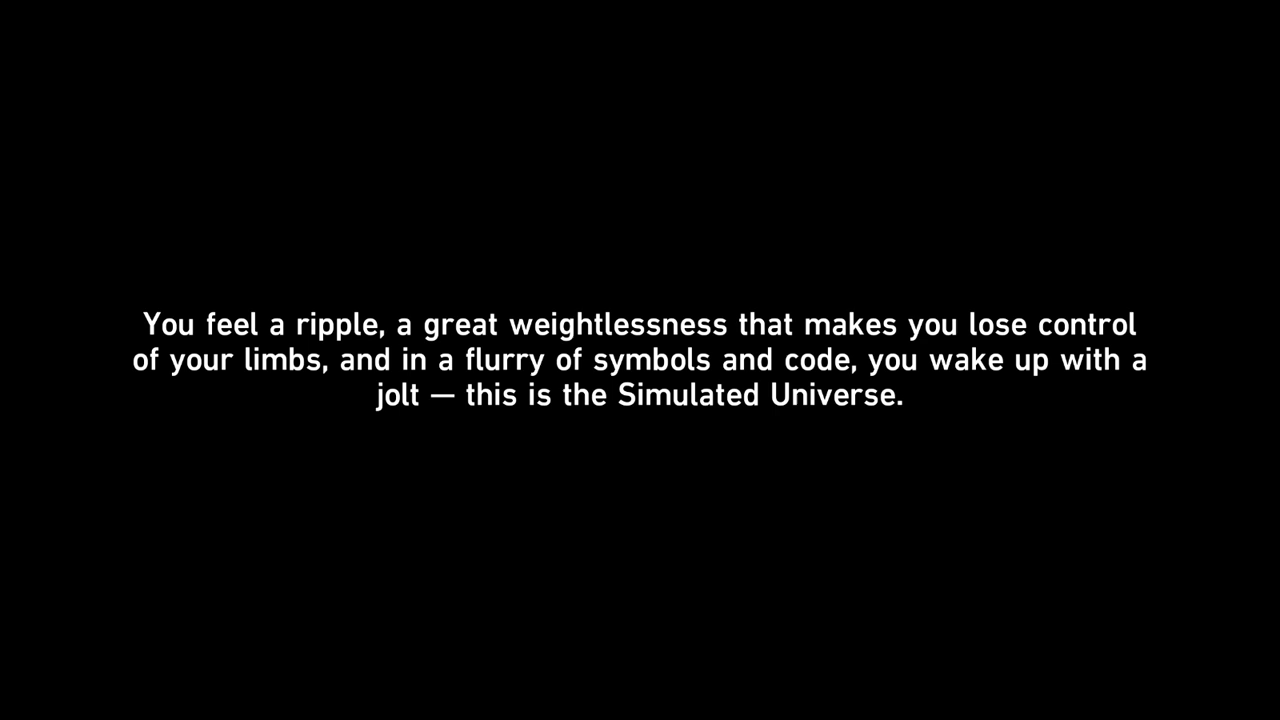 You feel a ripple, a great weightlessness that makes you lose control
of your limbs, and in a flurry of symbols and code, you wake up with a
jolt — this is the Simulated Universe.